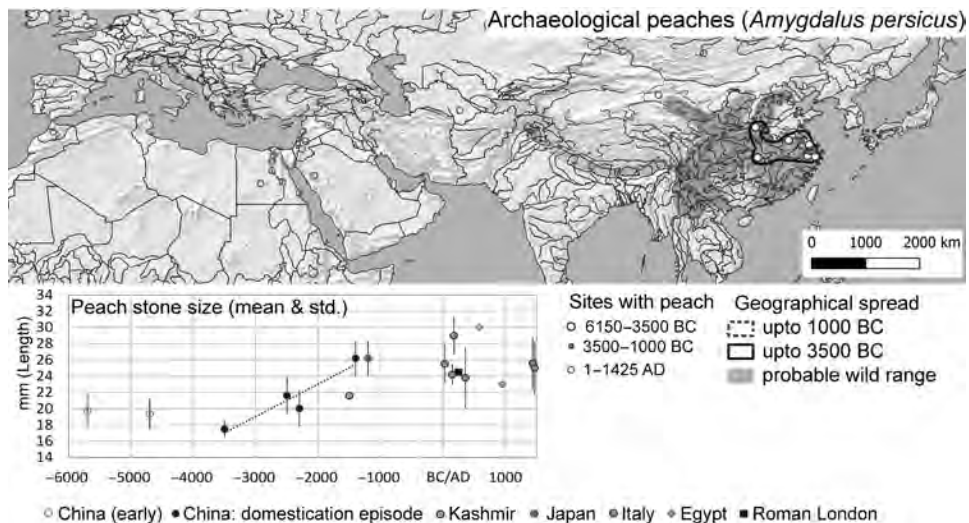 Archaeological peaches (Amygdalus persicus)
0 1000 2000 km
Peach stone size (mean & std.)
mm (Length)
34
32
30
28
26
24
22
20
18
16
14
–6000 –5000 –4000 –3000 –2000 –1000 BC/AD 1000
Sites with peach
6150–3500 BC
3500–1000 BC
1–1425 AD
Geographical spread
upto 1000 BC
upto 3500 BC
probable wild range
China (early) China: domestication episode Kashmir Japan Italy Egypt Roman London